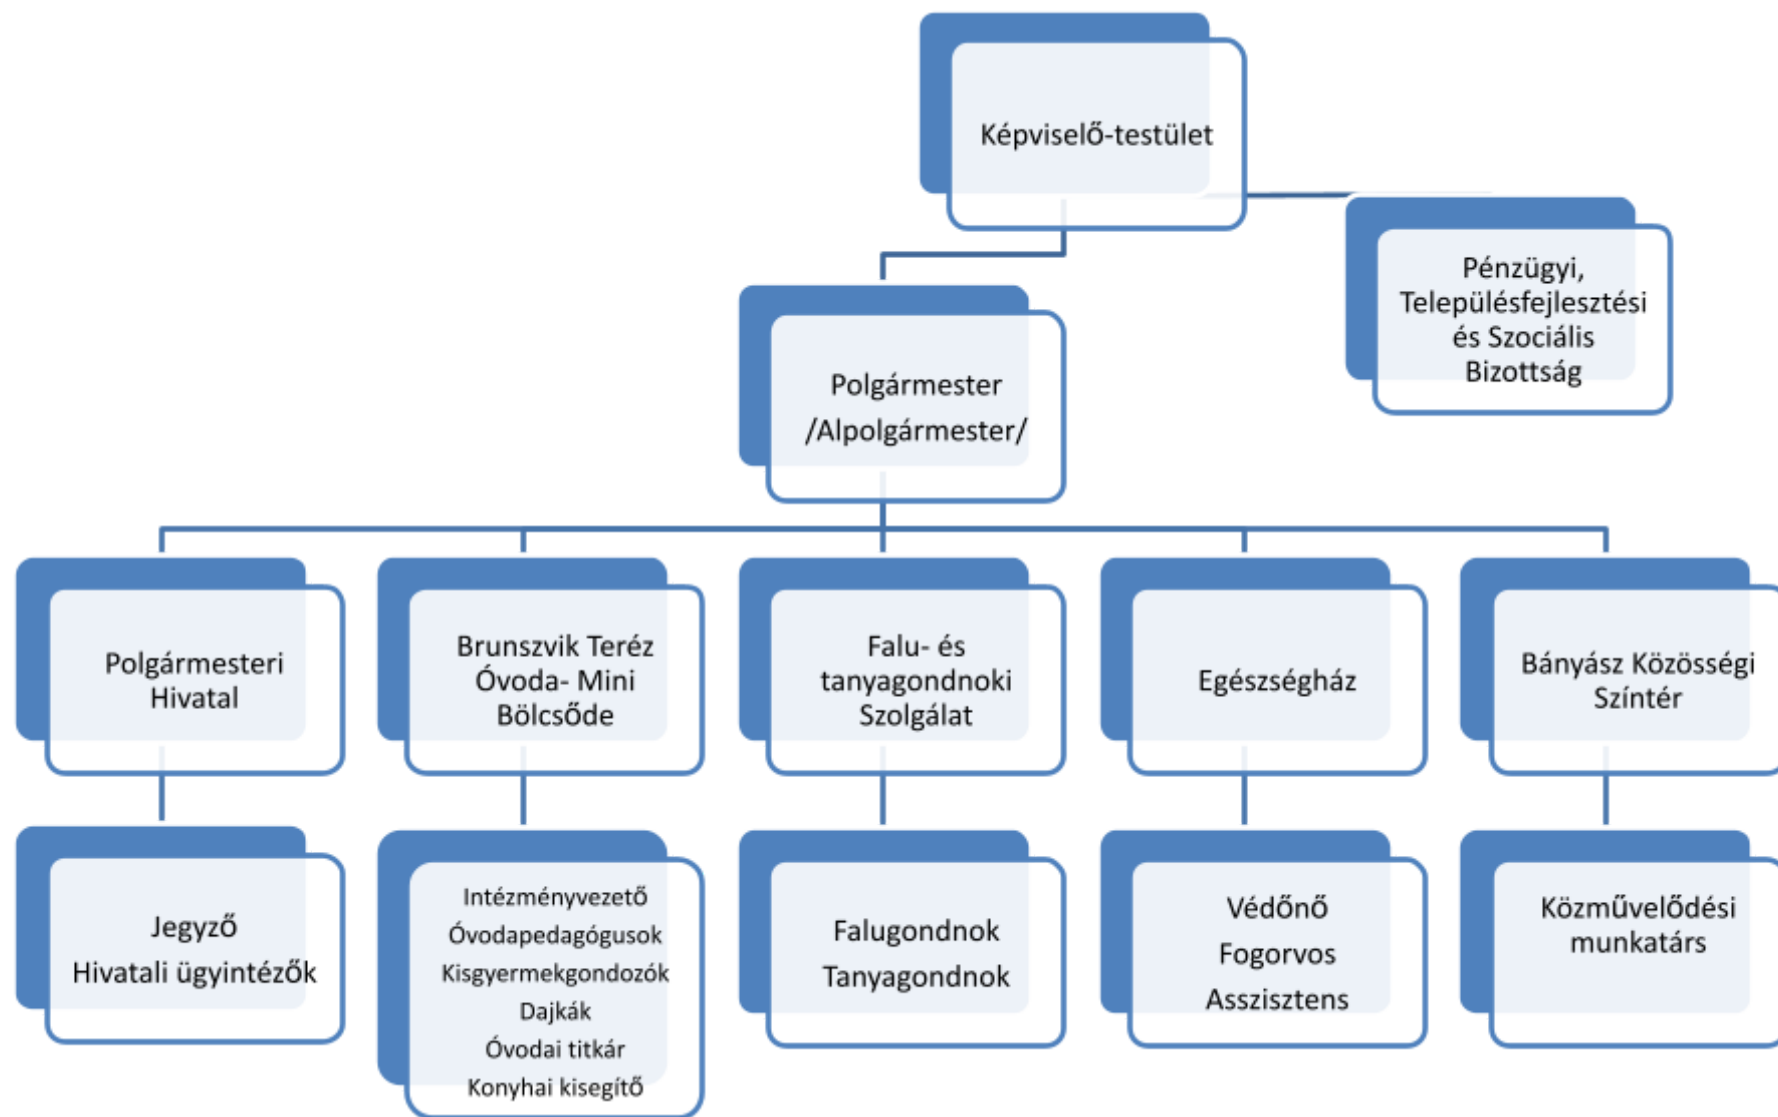 Képviselő-testület
Pénzügyi,
Településfejlesztési
és Szociális
Bizottság
Polgármester
/Alpolgármester/
Polgármesteri
Hivatal
Brunszvik Teréz
Óvoda- Mini
Bölcsőde
Falu- és
tanyagondnoki
Szolgálat
Egészségház
Bányász Közösségi
Színtér
Jegyző
Hivatali ügyintézők
Intézményvezető
Óvodapedagógusok
Kisgyermekgondozók
Dajkák
Óvodai titkár
Konyhai kisegítő
Falugondnok
Tanyagondnok
Védőnő
Fogorvos
Asszisztens
Közművelődési
munkatárs